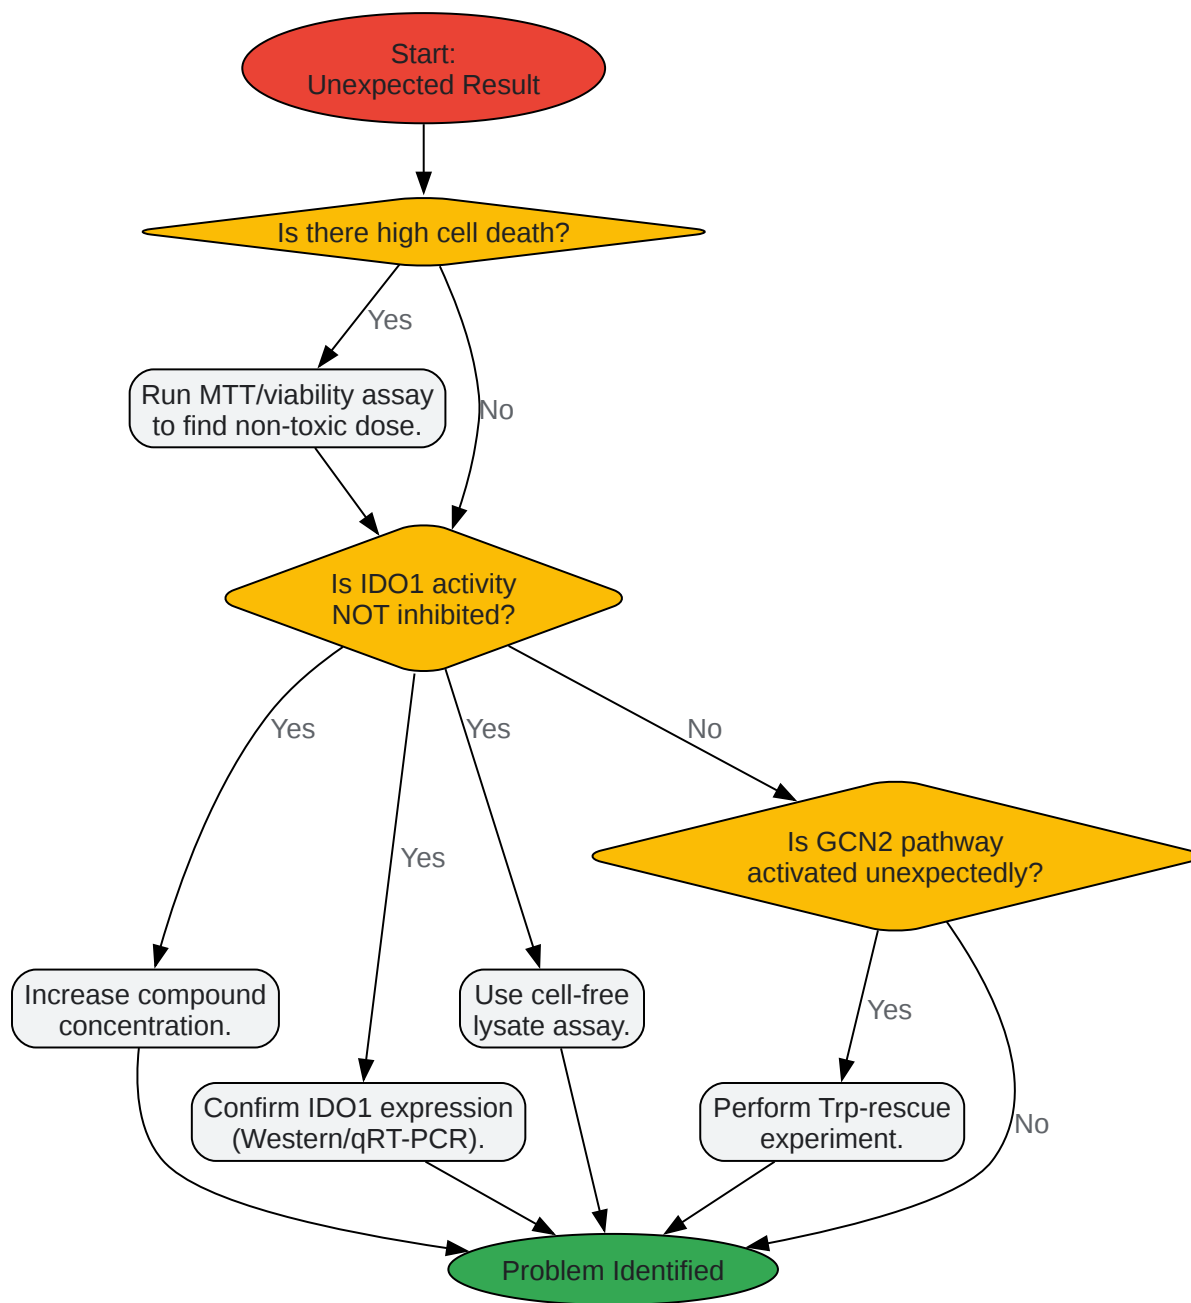 Start:
Unexpected Result
Is there high cell death?
Yes
Run MTT/viability assay
to find non-toxic dose.
No
Is IDO1 activity
NOT inhibited?
Yes
Yes
No
Yes
Is GCN2 pathway
activated unexpectedly?
Increase compound
concentration.
Use cell-free
lysate assay.
Yes
Confirm IDO1 expression
(Western/qRT-PCR).
Perform Trp-rescue
experiment.
No
Problem Identified